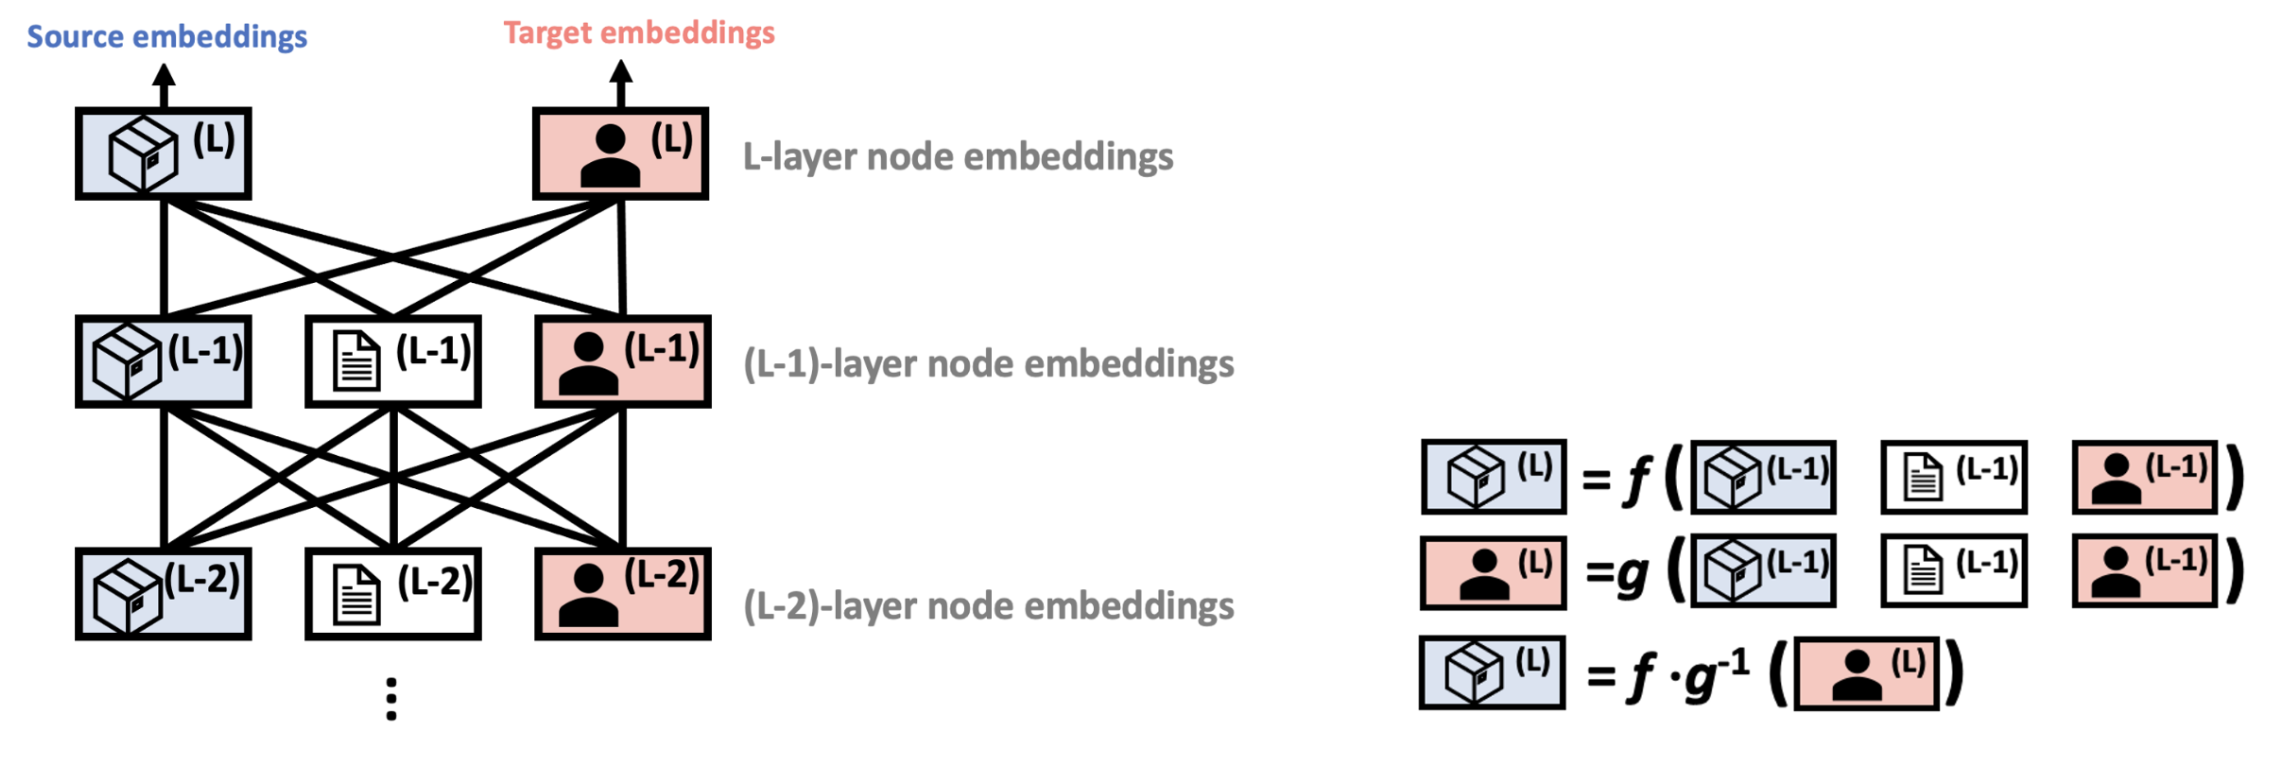 Source embeddings
Target embeddings
(L)
(L)
L-layer node embeddings
(L-1)
(L-1)
(L-1)
(L-1)-layer node embeddings
(L-2)
(L-2)
(L-2)
(L-2)-layer node embeddings
(L) = f ( (L-1) (L-1) (L-1) )
(L) =g ( (L-1) (L-1) (L-1) )
(L) = f ·g⁻¹ ( (L) )